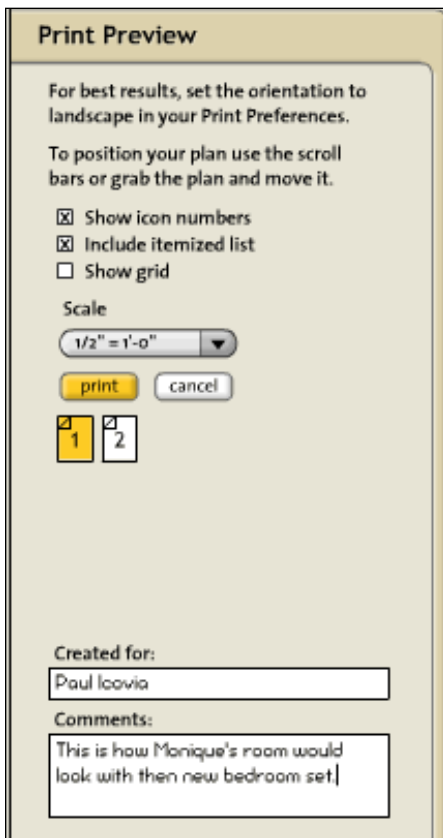 Print Preview
For best results, set the orientation to
landscape in your Print Preferences.
To position your plan use the scroll
bars or grab the plan and move it.
Show icon numbers
Include itemized list
Show grid
Scale
1/2" = 1'-0"
print cancel
1 2
Created for:
Paul Icovia
Comments:
This is how Monique's room would
look with then new bedroom set.